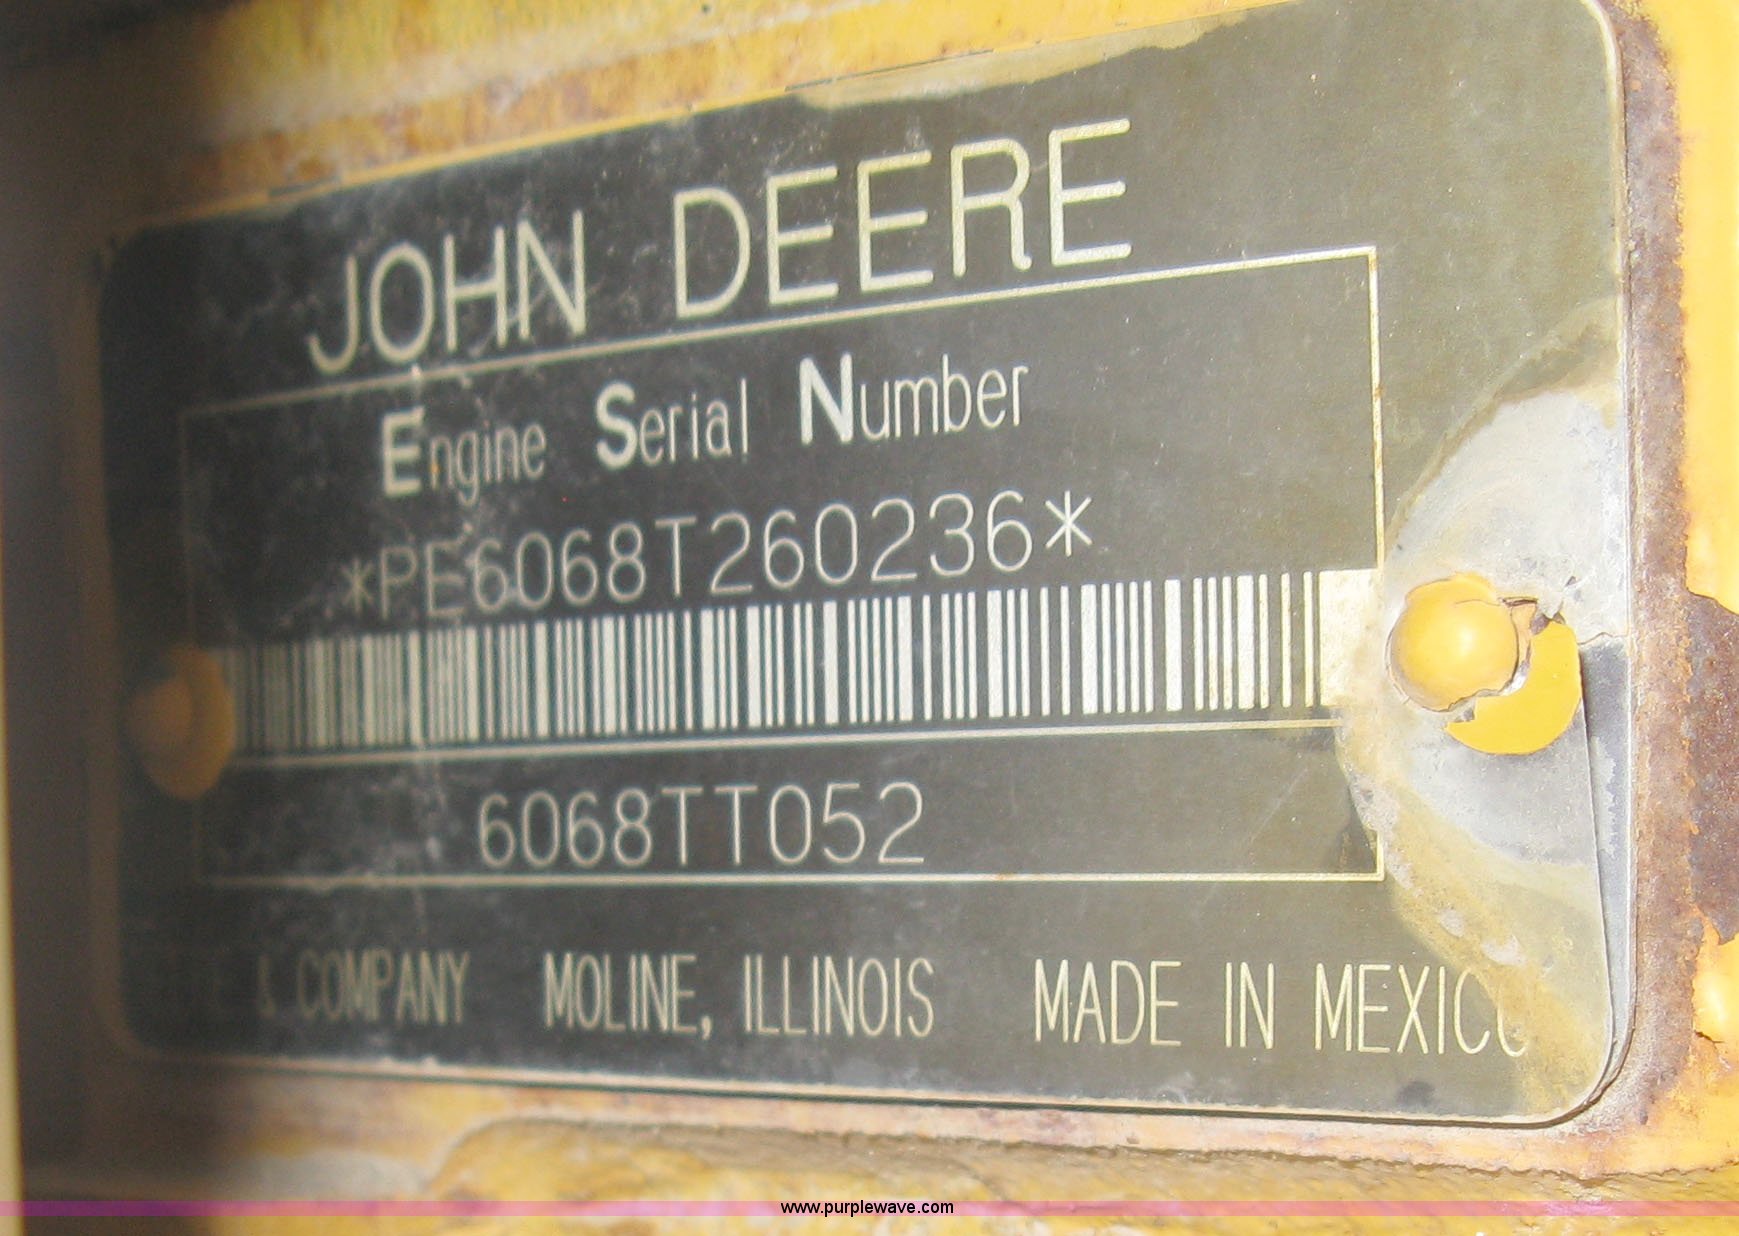 JOHN DEERE
Engine Serial Number
*PE6068T260236*
6068TT052
& COMPANY MOLINE, ILLINOIS MADE IN MEXICO
www.purplewave.com